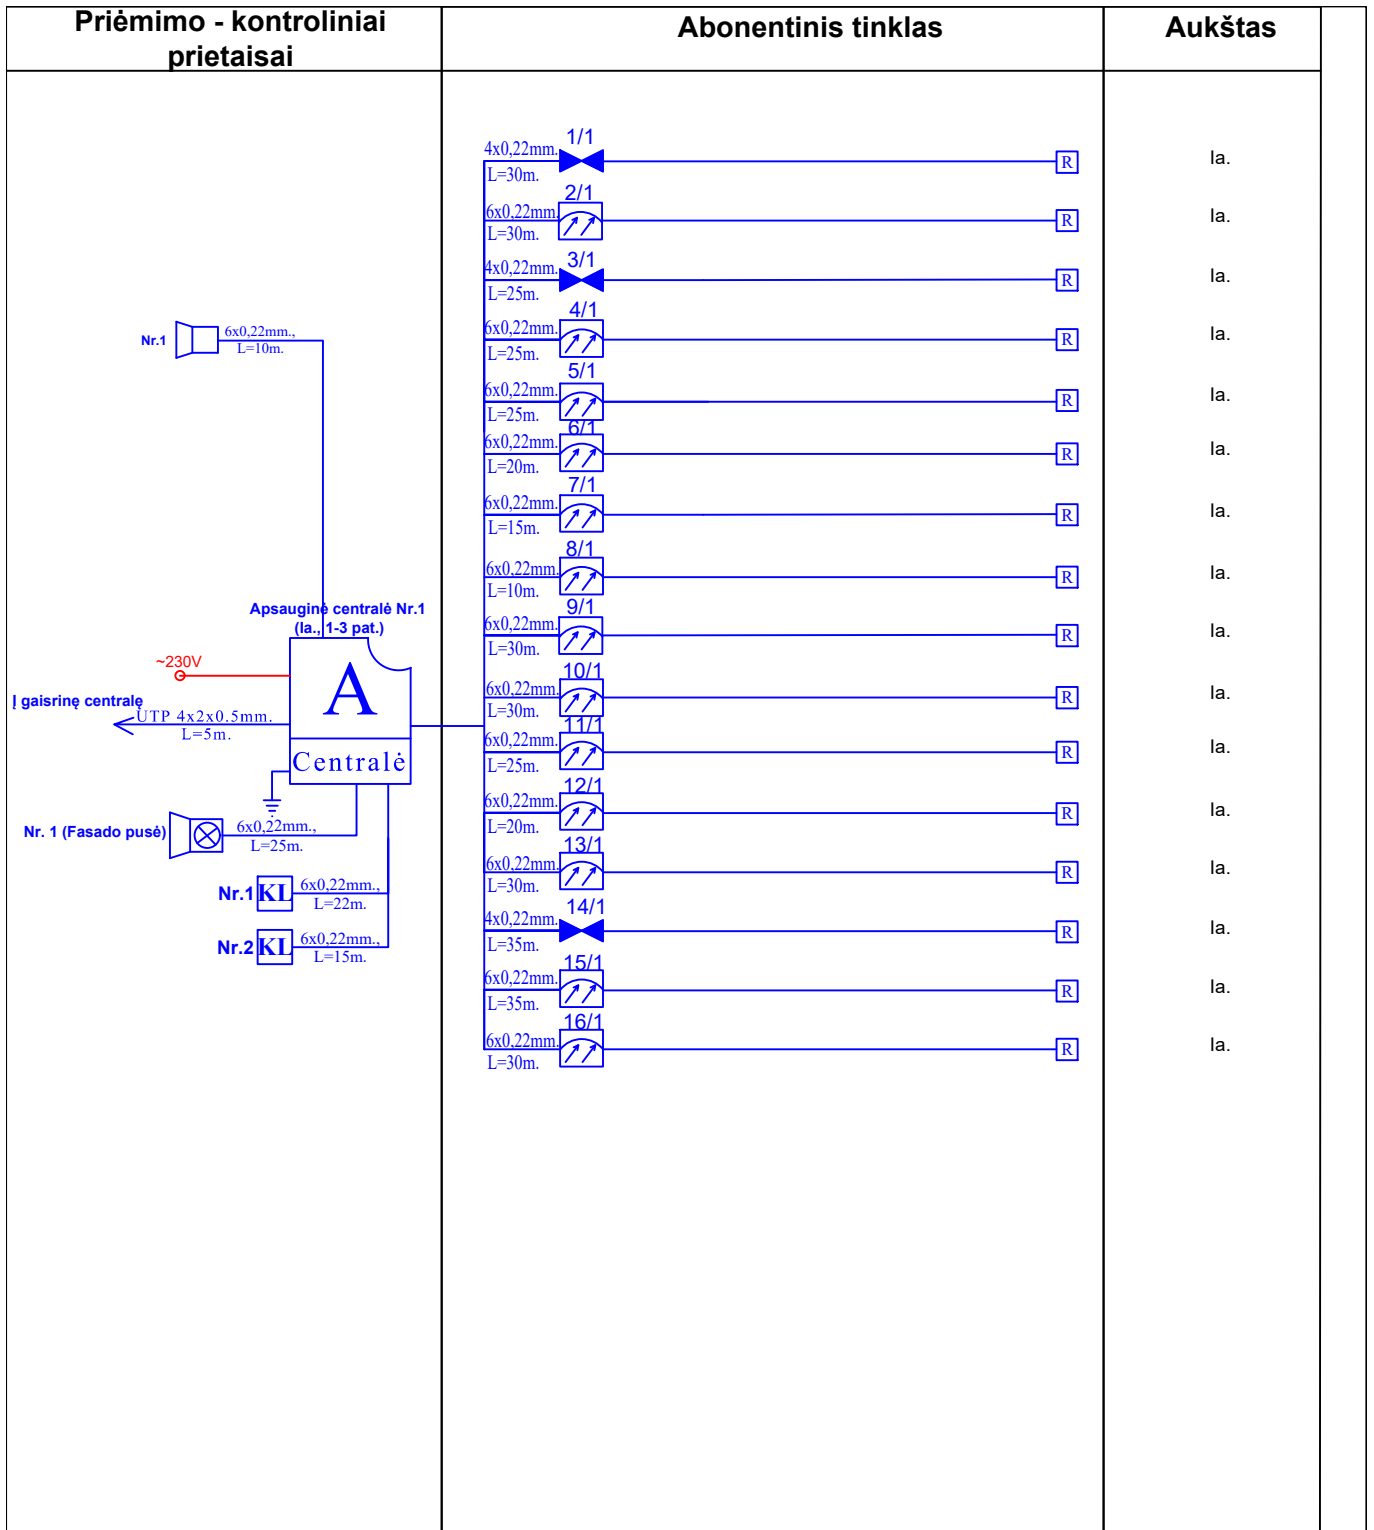 Priėmimo - kontroliniai
prietaisai
Abonentinis tinklas
Aukštas
1/1
4x0,22mm.
L=30m.
R
Ia.
2/1
6x0,22mm.
L=30m.
R
Ia.
3/1
4x0,22mm.
L=25m.
R
Ia.
4/1
6x0,22mm.
L=25m.
R
Ia.
5/1
6x0,22mm.
L=25m.
R
Ia.
6/1
6x0,22mm.
L=20m.
R
Ia.
7/1
6x0,22mm.
L=15m.
R
Ia.
8/1
6x0,22mm.
L=10m.
R
Ia.
9/1
6x0,22mm.
L=30m.
R
Ia.
10/1
6x0,22mm.
L=30m.
R
Ia.
11/1
6x0,22mm.
L=25m.
R
Ia.
12/1
6x0,22mm.
L=20m.
R
Ia.
13/1
6x0,22mm.
L=30m.
R
Ia.
14/1
4x0,22mm.
L=35m.
R
Ia.
15/1
6x0,22mm.
L=35m.
R
Ia.
16/1
6x0,22mm.
L=30m.
R
Ia.
Nr.1
6x0,22mm.,
L=10m.
Apsauginė centralė Nr.1
(Ia., 1-3 pat.)
~230V
A
Į gaisrinę centralę
UTP 4x2x0.5mm.
L=5m.
Centralė
Nr. 1 (Fasado pusė)
6x0,22mm.,
L=25m.
Nr.1 KL
6x0,22mm.,
L=22m.
Nr.2 KL
6x0,22mm.,
L=15m.